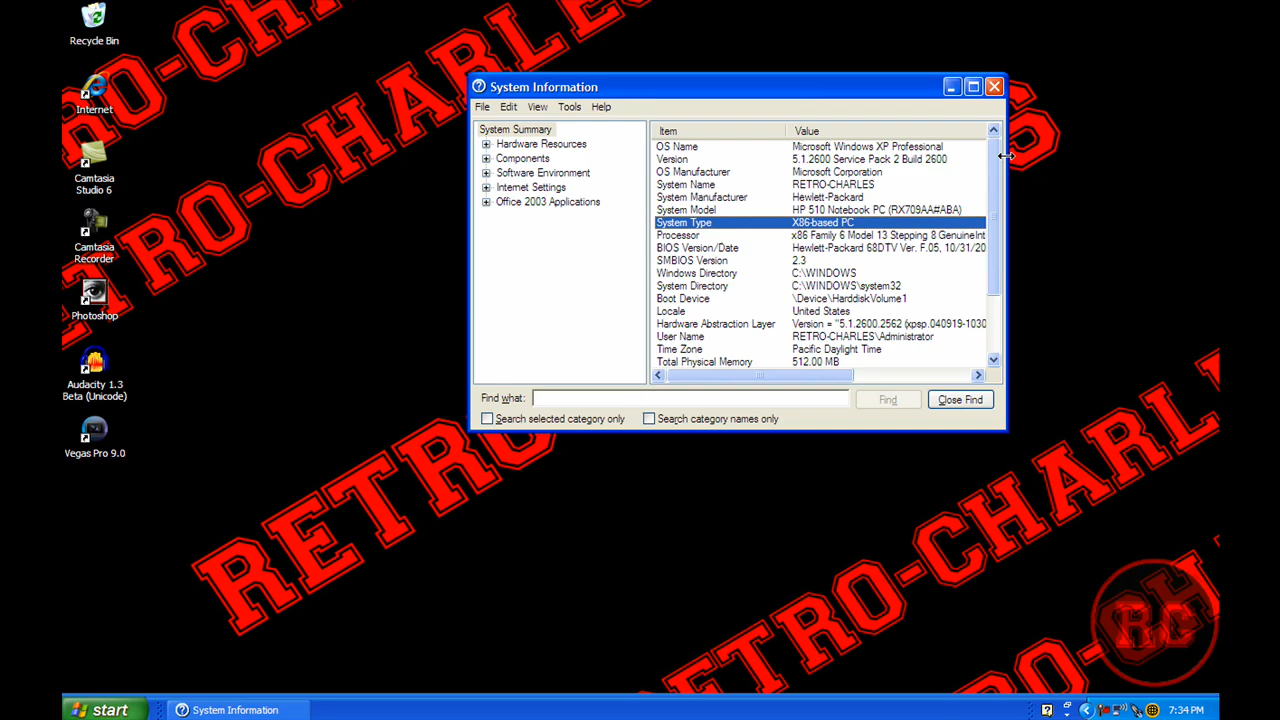 RETRO-CHARLES
RETRO-CHARLES
Recycle Bin
Internet
Camtasia
Studio 6
Camtasia
Recorder
Photoshop
Audacity 1.3
Beta (Unicode)
Vegas Pro 9.0
System Information
File Edit View Tools Help
System Summary
Hardware Resources
Components
Software Environment
Internet Settings
Office 2003 Applications
Item Value
OS Name Microsoft Windows XP Professional
Version 5.1.2600 Service Pack 2 Build 2600
OS Manufacturer Microsoft Corporation
System Name RETRO-CHARLES
System Manufacturer Hewlett-Packard
System Model HP 510 Notebook PC (RX709AA#ABA)
System Type X86-based PC
Processor x86 Family 6 Model 13 Stepping 8 GenuineInt
BIOS Version/Date Hewlett-Packard 68DTV Ver. F.05, 10/31/20
SMBIOS Version 2.3
Windows Directory C:\WINDOWS
System Directory C:\WINDOWS\system32
Boot Device \Device\HarddiskVolume1
Locale United States
Hardware Abstraction Layer Version = "5.1.2600.2562 (xpsp.040919-1030
User Name RETRO-CHARLES\Administrator
Time Zone Pacific Daylight Time
Total Physical Memory 512.00 MB
Find what: Find Close Find
Search selected category only Search category names only
RETRO
RETRO-CHARL
RETRO-CH
RC
start System Information 7:34 PM